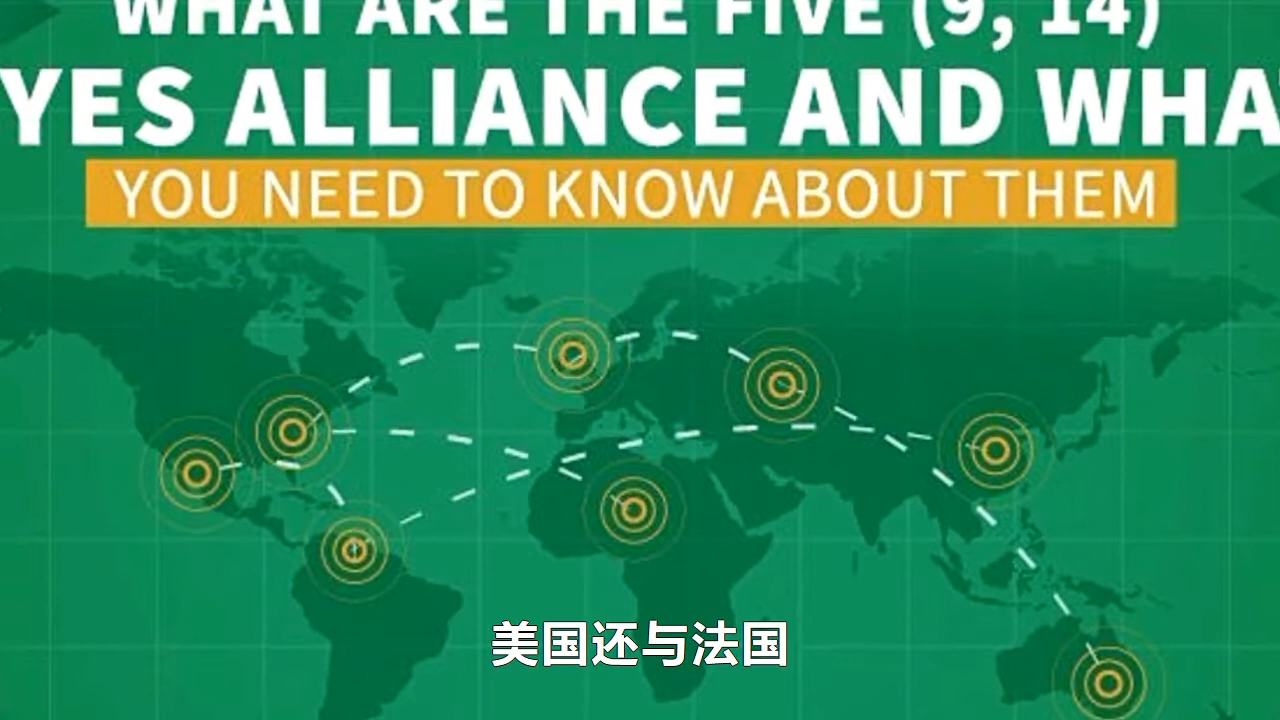 WHAT ARE THE FIVE (9, 14)
YES ALLIANCE AND WHA
YOU NEED TO KNOW ABOUT THEM
美国还与法国